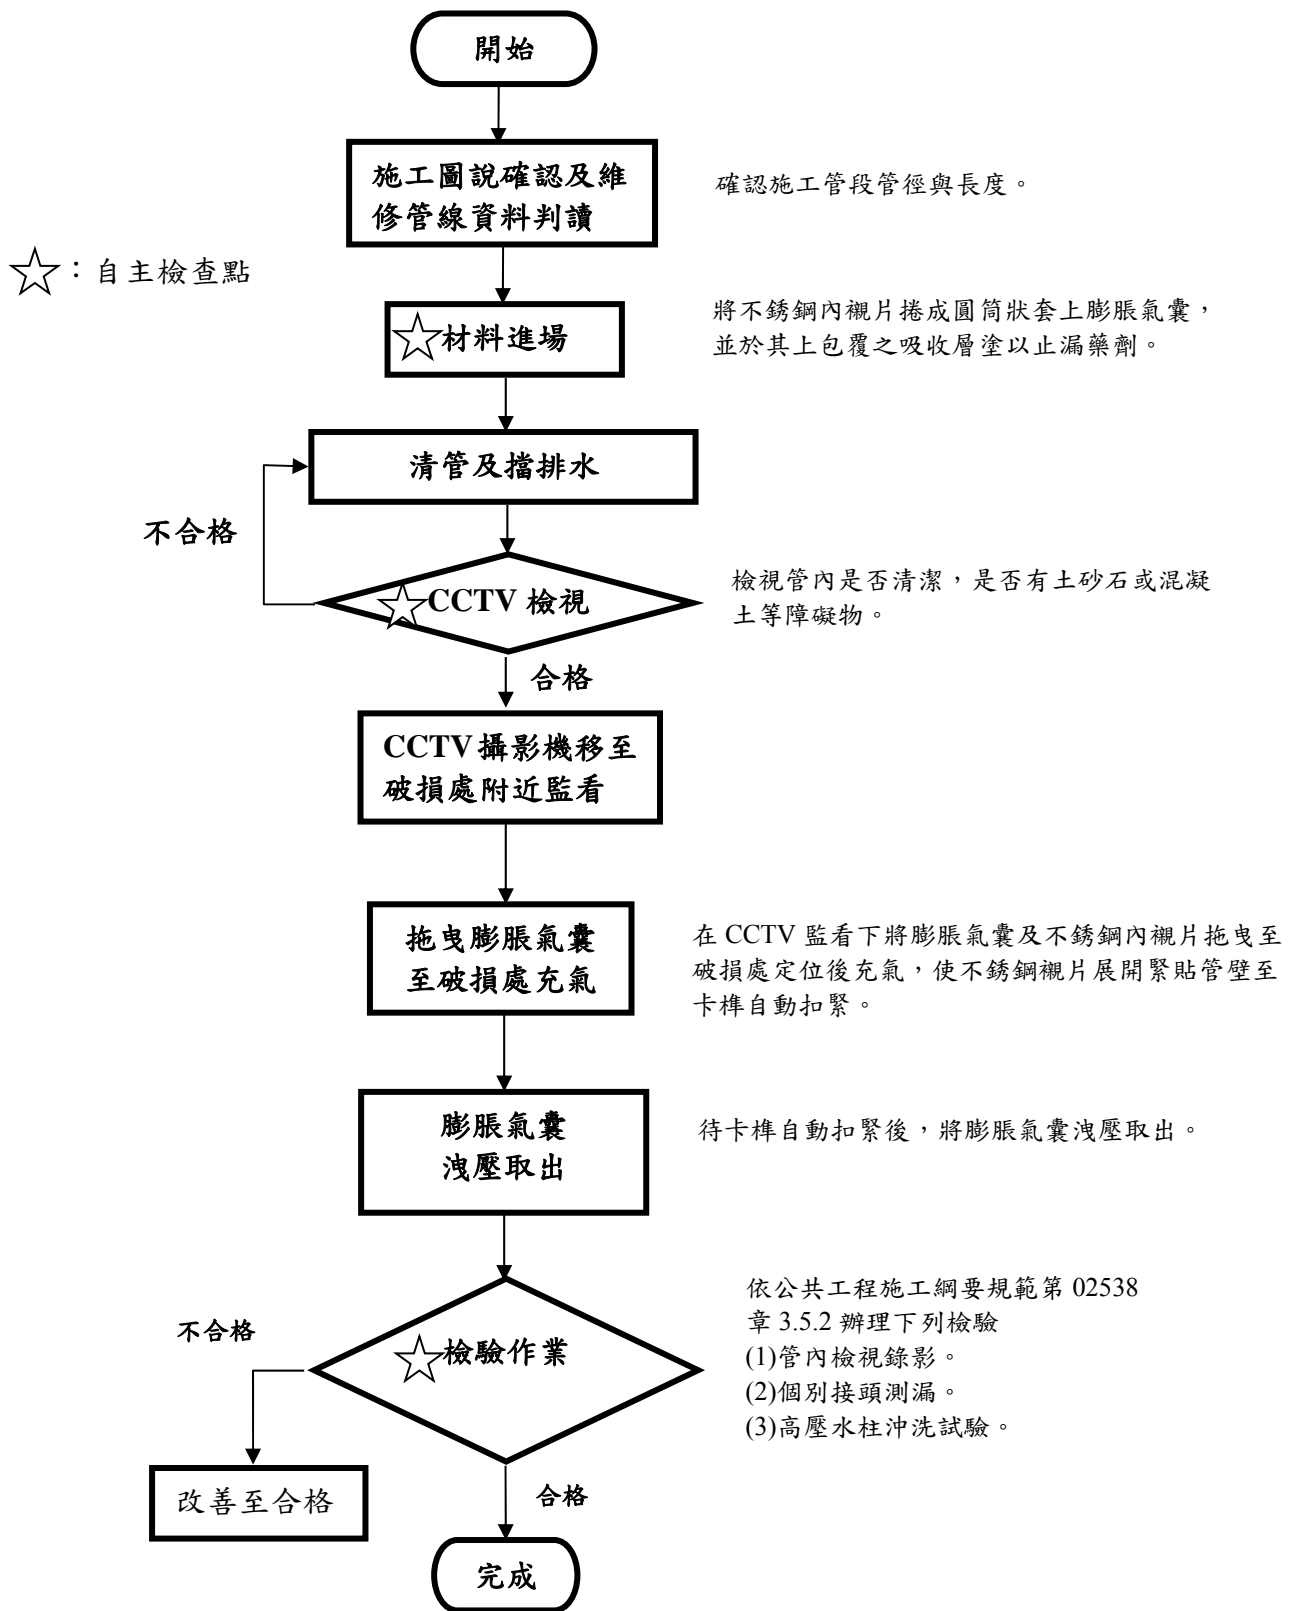 開始
施工圖說確認及維
修管線資料判讀
確認施工管段管徑與長度。
☆：自主檢查點
☆材料進場
將不銹鋼內襯片捲成圓筒狀套上膨脹氣囊，
並於其上包覆之吸收層塗以止漏藥劑。
清管及擋排水
不合格
☆CCTV 檢視
檢視管內是否清潔，是否有土砂石或混凝
土等障礙物。
合格
CCTV 攝影機移至
破損處附近監看
拖曳膨脹氣囊
至破損處充氣
在 CCTV 監看下將膨脹氣囊及不銹鋼內襯片拖曳至
破損處定位後充氣，使不銹鋼襯片展開緊貼管壁至
卡榫自動扣緊。
膨脹氣囊
洩壓取出
待卡榫自動扣緊後，將膨脹氣囊洩壓取出。
不合格
☆檢驗作業
依公共工程施工綱要規範第 02538
章 3.5.2 辦理下列檢驗
(1)管內檢視錄影。
(2)個別接頭測漏。
(3)高壓水柱沖洗試驗。
改善至合格
合格
完成